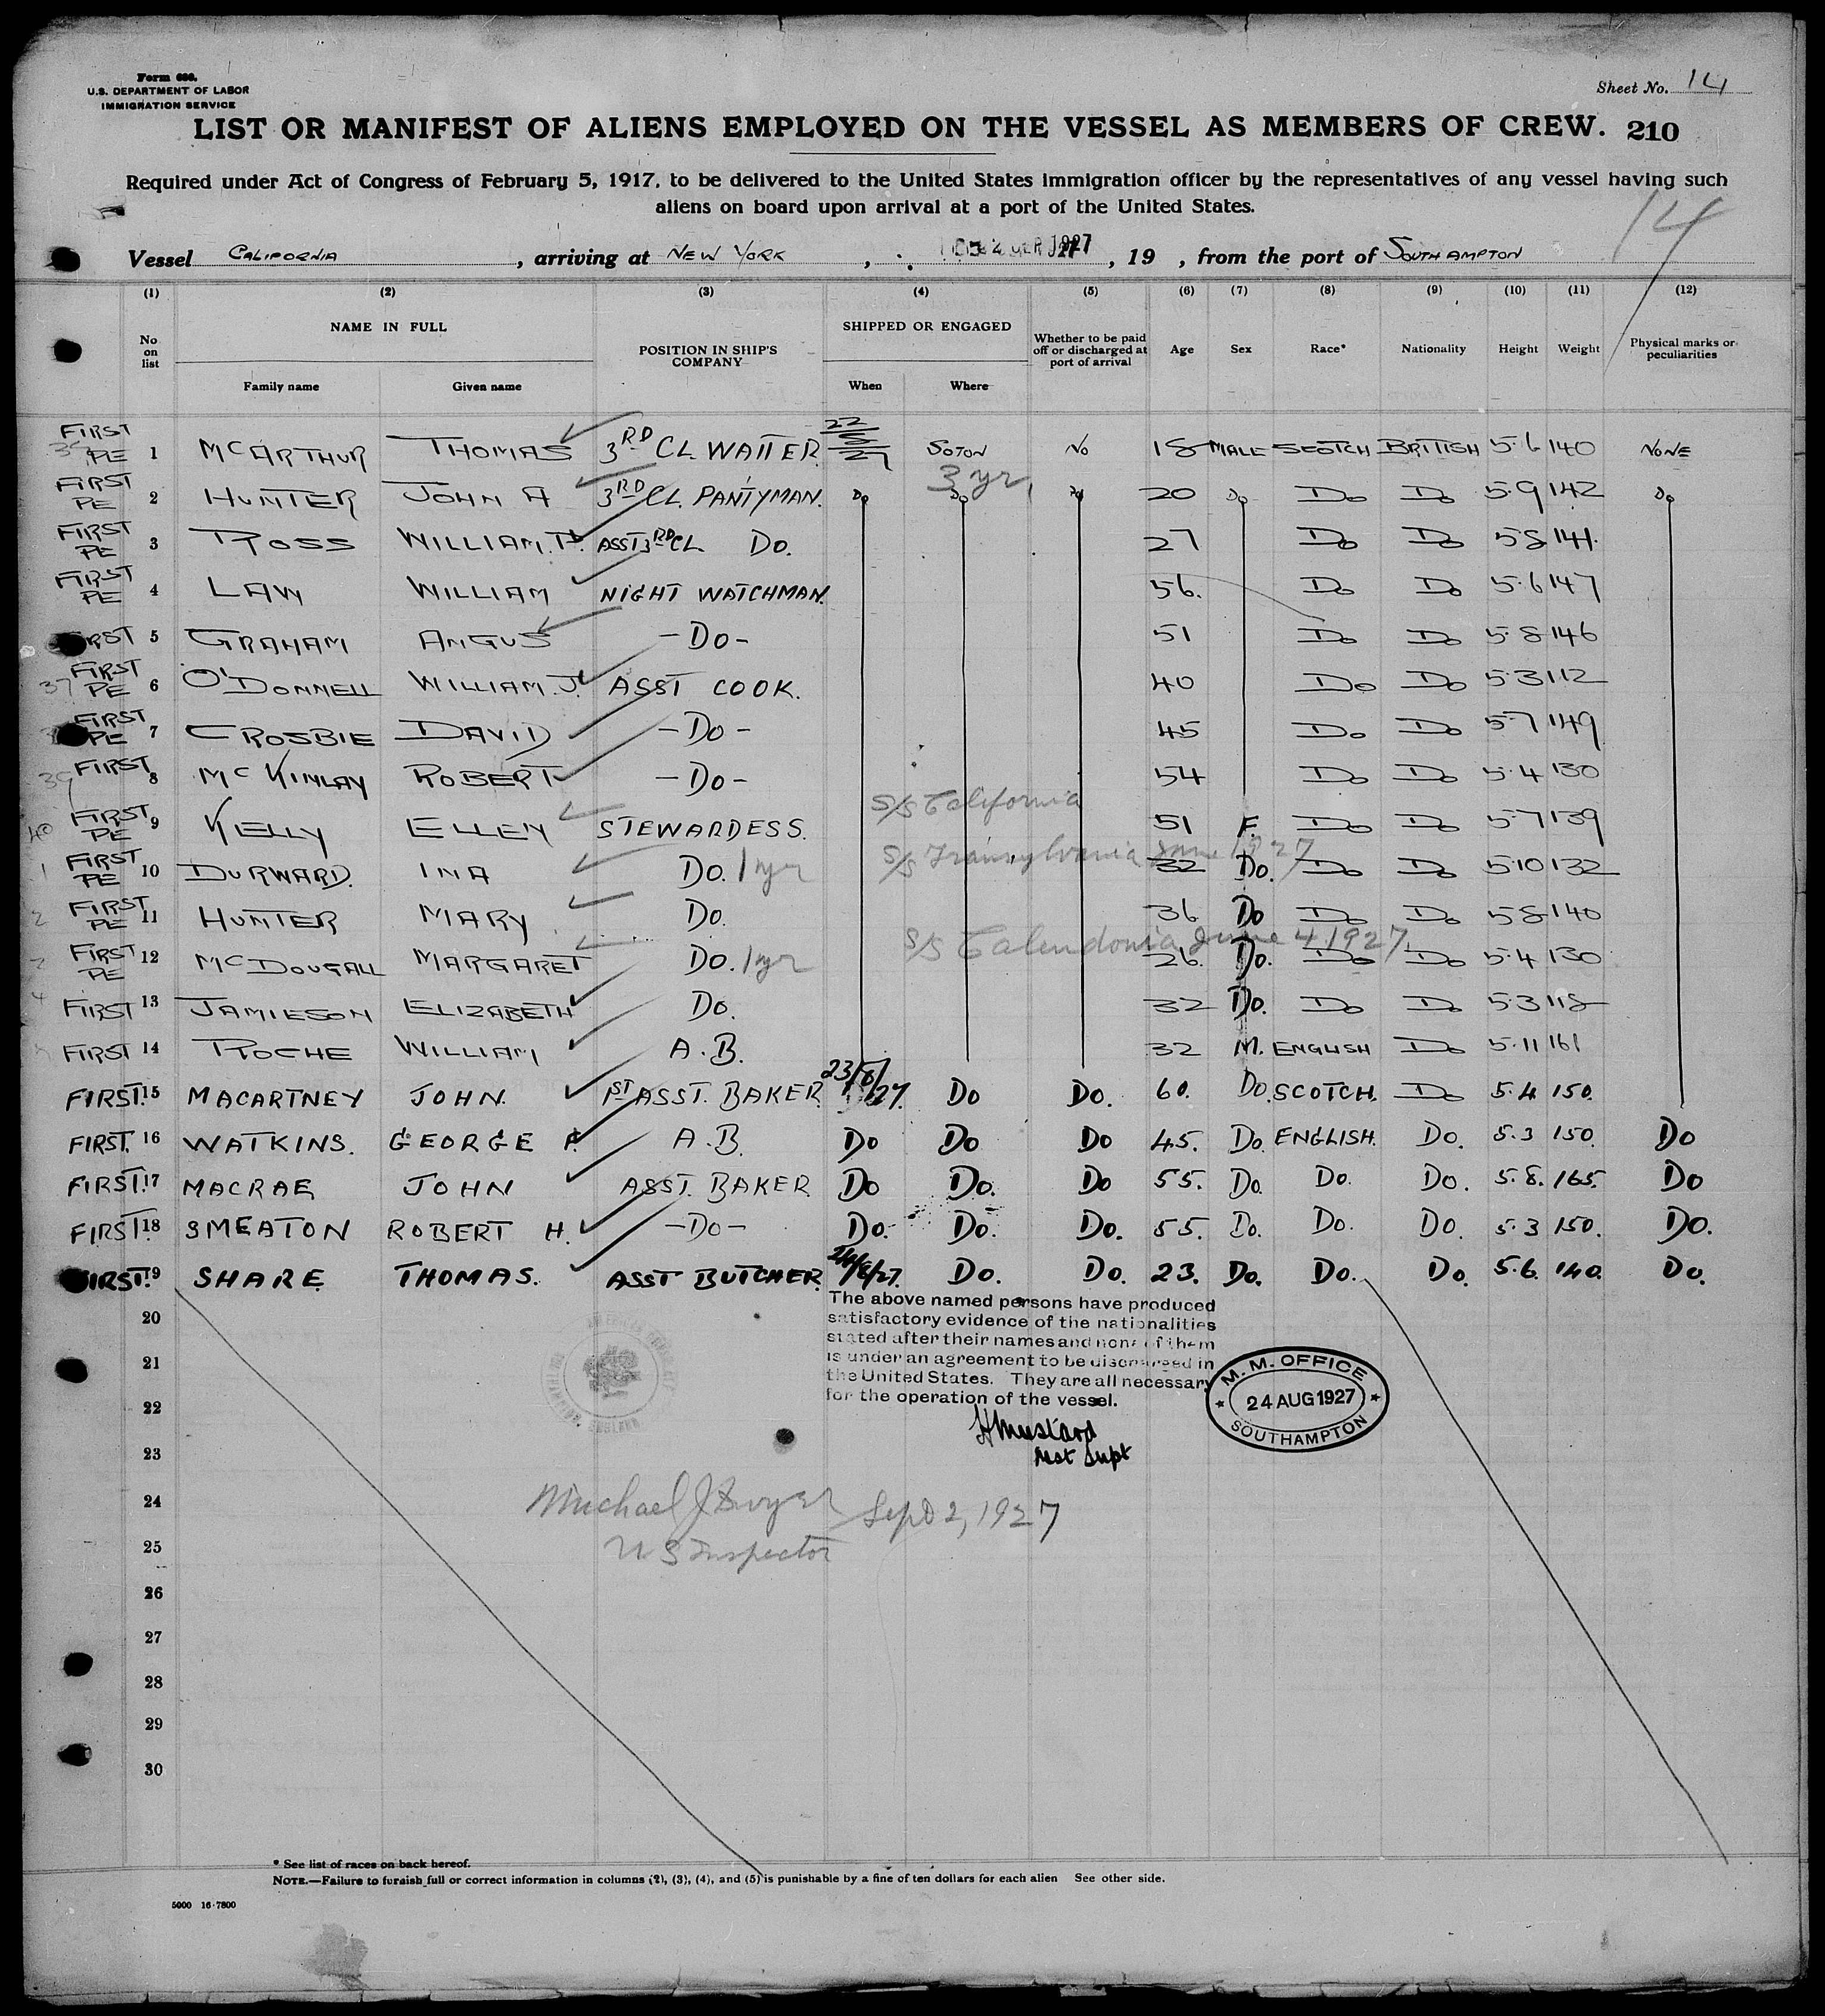 Form 680.
U.S. DEPARTMENT OF LABOR
IMMIGRATION SERVICE
Sheet No. 14
LIST OR MANIFEST OF ALIENS EMPLOYED ON THE VESSEL AS MEMBERS OF CREW. 210
Required under Act of Congress of February 5, 1917, to be delivered to the United States immigration officer by the representatives of any vessel having such
aliens on board upon arrival at a port of the United States.
14
Vessel CALIFORNIA, arriving at NEW YORK, 1927, 19 , from the port of SOUTHAMPTON
(1) (2) (3) (4) (5) (6) (7) (8) (9) (10) (11) (12)
No on list NAME IN FULL Family name Given name POSITION IN SHIP'S COMPANY SHIPPED OR ENGAGED When Where Whether to be paid off or discharged at port of arrival Age Sex Race* Nationality Height Weight Physical marks or peculiarities
FIRST PE 1 MCARTHUR THOMAS 3RD CL. WAITER 22/8/27 SOTON NO 18 MALE SCOTCH BRITISH 5.6 140 NONE
FIRST PE 2 HUNTER JOHN A 3RD CL. PANTYMAN. Do 3 yr Do Do 20 Do Do Do 5.9 142 Do
FIRST PE 3 ROSS WILLIAM. ASST 3RD CL. Do. 27 Do Do 5.8 141.
FIRST PE 4 LAW WILLIAM NIGHT WATCHMAN. 56. Do Do 5.6 147
FIRST 5 GRAHAM ANGUS -Do- 51 Do Do 5.8 146
37 FIRST PE 6 O'DONNELL WILLIAM.J. ASST COOK. 40 Do Do 5.3 112
FIRST PE 7 CROSBIE DAVID -Do- 45 Do Do 5.7 149
39 FIRST 8 MCKINLAY ROBERT -Do- 54 Do Do 5.4 130
40 FIRST PE 9 KELLY ELLEN STEWARDESS. S/S California 51 F. Do Do 5.7 139
1 FIRST PE 10 DURWARD. INA Do. 1 yr S/S Transylvania June 1927 32 Do. Do Do 5.10 132
2 FIRST PE 11 HUNTER MARY Do. 36 Do Do Do 5.8 140
FIRST PE 12 MCDOUGALL MARGARET Do. 1 yr S/S Caledonia June 4 1927 26. Do. Do Do 5.4 130
4 FIRST 13 JAMIESON ELIZABETH Do. 32 Do. Do Do 5.3 118
FIRST 14 ROCHE WILLIAM A.B. 32 M. ENGLISH Do 5.11 161
FIRST. 15 MACARTNEY JOHN. 1ST ASST. BAKER. 23/8/27. Do Do. 60. Do. SCOTCH. Do 5.4 150.
FIRST. 16 WATKINS. GEORGE A.B. Do Do Do 45. Do. ENGLISH. Do. 5.3 150. Do
FIRST. 17 MACRAE JOHN ASST. BAKER Do Do. Do 55. Do. Do. Do. 5.8. 165. Do
FIRST. 18 SMEATON ROBERT H. -Do- Do. Do. Do. 55. Do. Do. Do. 5.3 150. Do.
FIRST. 19 SHARE THOMAS. ASST BUTCHER 24/8/27. Do. Do. 23. Do. Do. Do. 5.6. 140. Do.
20
The above named persons have produced
satisfactory evidence of the nationalities
stated after their names and none of them
is under an agreement to be discharged in
the United States. They are all necessary
for the operation of the vessel.
21
M. M. OFFICE
24 AUG 1927
SOUTHAMPTON
22
H Mustard
Asst Supt
23
24
Michael J Dwyer Sept 2, 1927
25
U S Inspector
26
27
28
29
30
* See list of races on back hereof.
NOTE.—Failure to furnish full or correct information in columns (2), (3), (4), and (5) is punishable by a fine of ten dollars for each alien See other side.
5000 16-7800